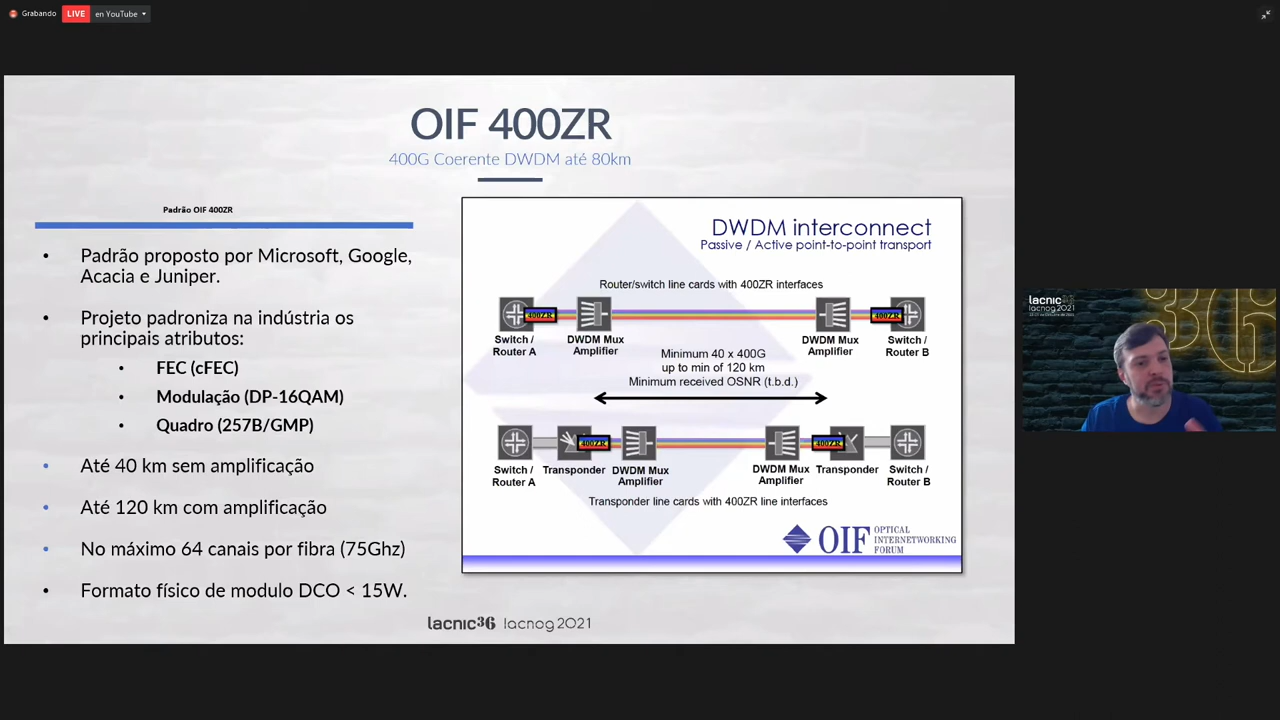 Grabando LIVE en YouTube
OIF 400ZR
400G Coerente DWDM até 80km
Padrão OIF 400ZR
• Padrão proposto por Microsoft, Google,
Acacia e Juniper.
• Projeto padroniza na indústria os
principais atributos:
• FEC (cFEC)
• Modulação (DP-16QAM)
• Quadro (257B/GMP)
• Até 40 km sem amplificação
• Até 120 km com amplificação
• No máximo 64 canais por fibra (75Ghz)
• Formato físico de modulo DCO < 15W.
DWDM interconnect
Passive / Active point-to-point transport
Router/switch line cards with 400ZR interfaces
400ZR 400ZR
Switch / DWDM Mux DWDM Mux Switch /
Router A Amplifier Amplifier Router B
Minimum 40 x 400G
up to min of 120 km
Minimum received OSNR (t.b.d.)
400ZR 400ZR
Switch / Transponder DWDM Mux DWDM Mux Transponder Switch /
Router A Amplifier Amplifier Router B
Transponder line cards with 400ZR line interfaces
OIF OPTICAL
INTERNETWORKING
FORUM
lacnic36 lacnog2021
lacnic36
lacnog2021
36